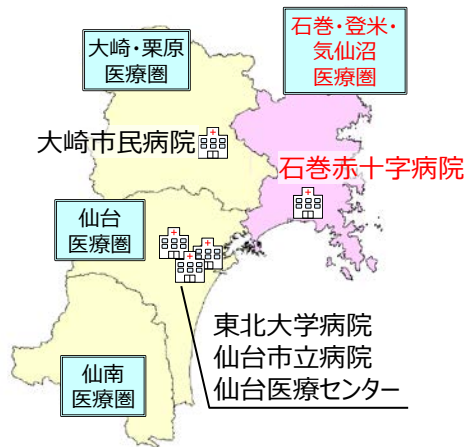 大崎・栗原
医療圏
石巻・登米・
気仙沼
医療圏
大崎市民病院
石巻赤十字病院
仙台
医療圏
東北大学病院
仙台市立病院
仙台医療センター
仙南
医療圏